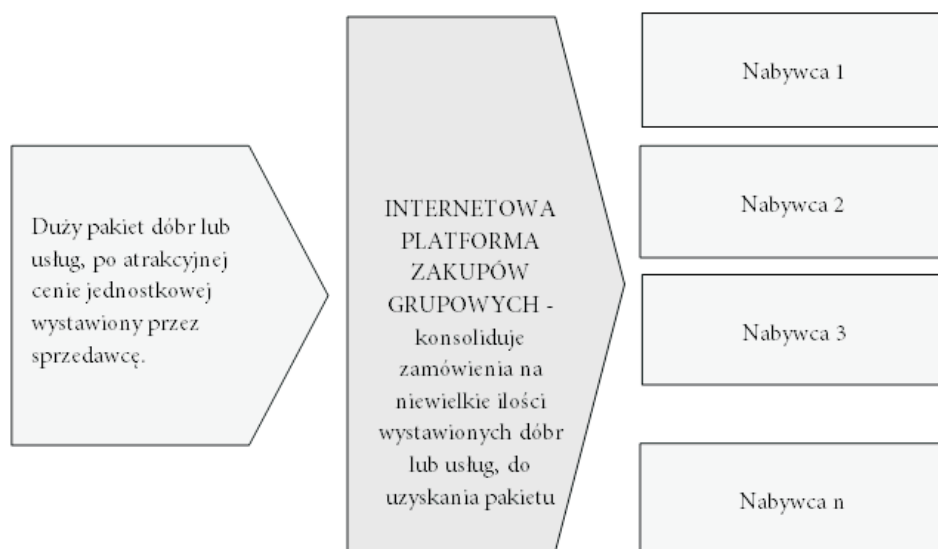 Duży pakiet dóbr lub
usług, po atrakcyjnej
cenie jednostkowej
wystawiony przez
sprzedawcę.
INTERNETOWA
PLATFORMA
ZAKUPÓW
GRUPOWYCH -
konsoliduje
zamówienia na
niewielkie ilości
wystawionych dóbr
lub usług, do
uzyskania pakietu
Nabywca 1
Nabywca 2
Nabywca 3
Nabywca n